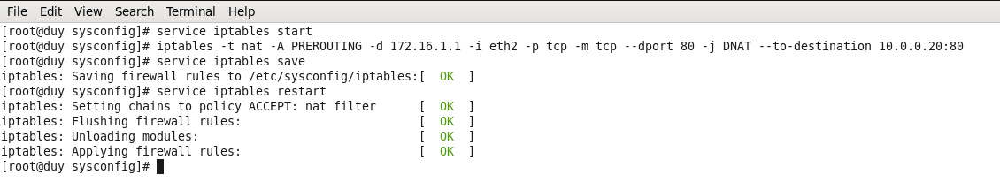 File Edit View Search Terminal Help
[root@duy sysconfig]# service iptables start
[root@duy sysconfig]# iptables -t nat -A PREROUTING -d 172.16.1.1 -i eth2 -p tcp -m tcp --dport 80 -j DNAT --to-destination 10.0.0.20:80
[root@duy sysconfig]# service iptables save
iptables: Saving firewall rules to /etc/sysconfig/iptables:[  OK  ]
[root@duy sysconfig]# service iptables restart
iptables: Setting chains to policy ACCEPT: nat filter      [  OK  ]
iptables: Flushing firewall rules:                         [  OK  ]
iptables: Unloading modules:                               [  OK  ]
iptables: Applying firewall rules:                         [  OK  ]
[root@duy sysconfig]#